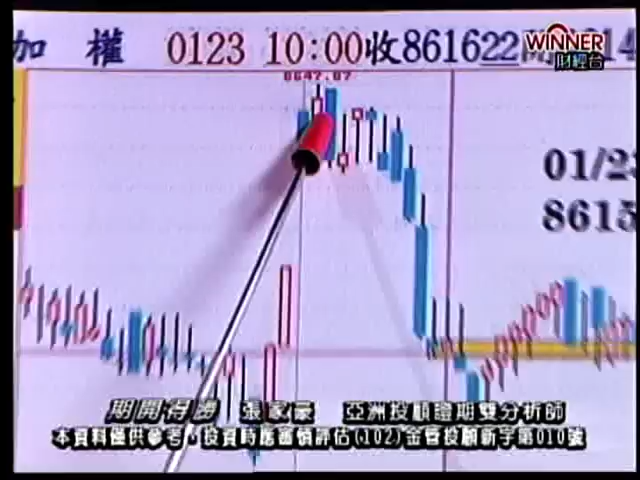 加 權 0123 10:00收861622
WINNER
財經台
8647.87
01/23
8615
期開得勝 張家豪 亞洲投顧證期雙分析師
本資料僅供參考，投資時應審慎評估(102)金管投顧新字第010號